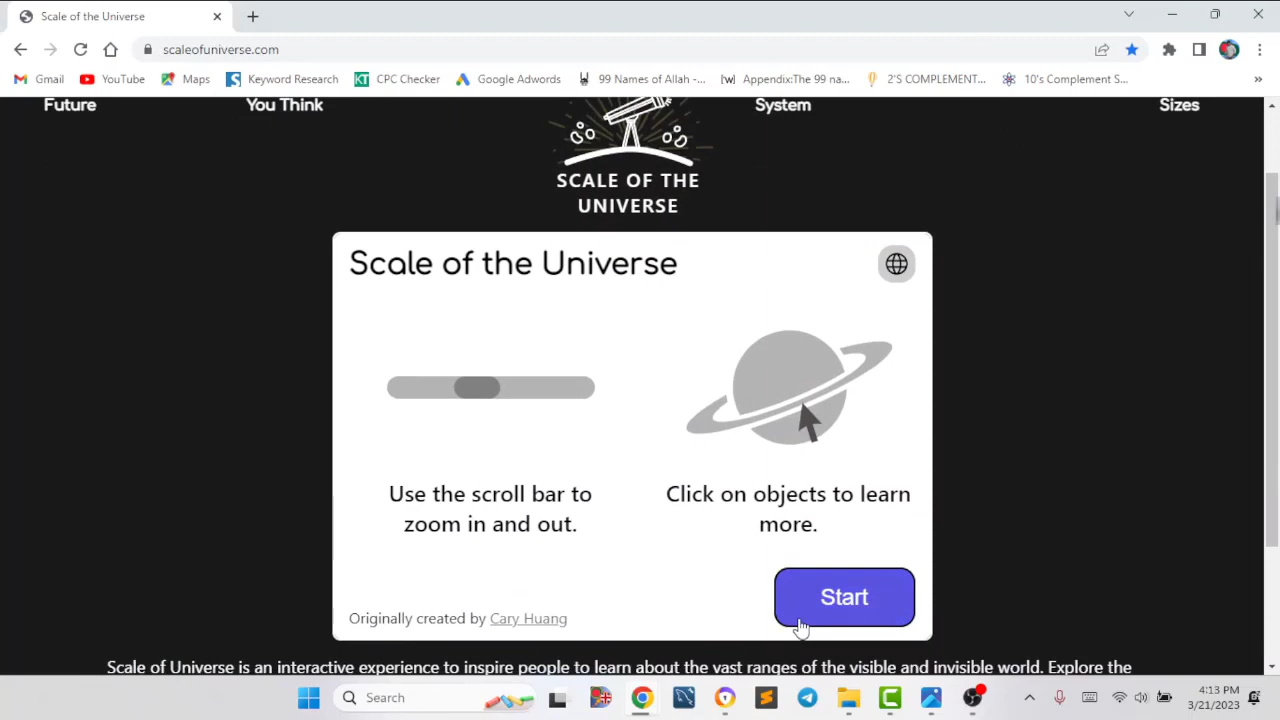 Scale of the Universe
scaleofuniverse.com
Gmail
YouTube
Maps
Keyword Research
CPC Checker
Google Adwords
99 Names of Allah -...
Appendix:The 99 na...
2'S COMPLEMENT...
10's Complement S...
»
Future
You Think
System
Sizes
SCALE OF THE
UNIVERSE
Scale of the Universe
Use the scroll bar to
zoom in and out.
Click on objects to learn
more.
Start
Originally created by Cary Huang
Scale of Universe is an interactive experience to inspire people to learn about the vast ranges of the visible and invisible world. Explore the
Search
4:13 PM
3/21/2023